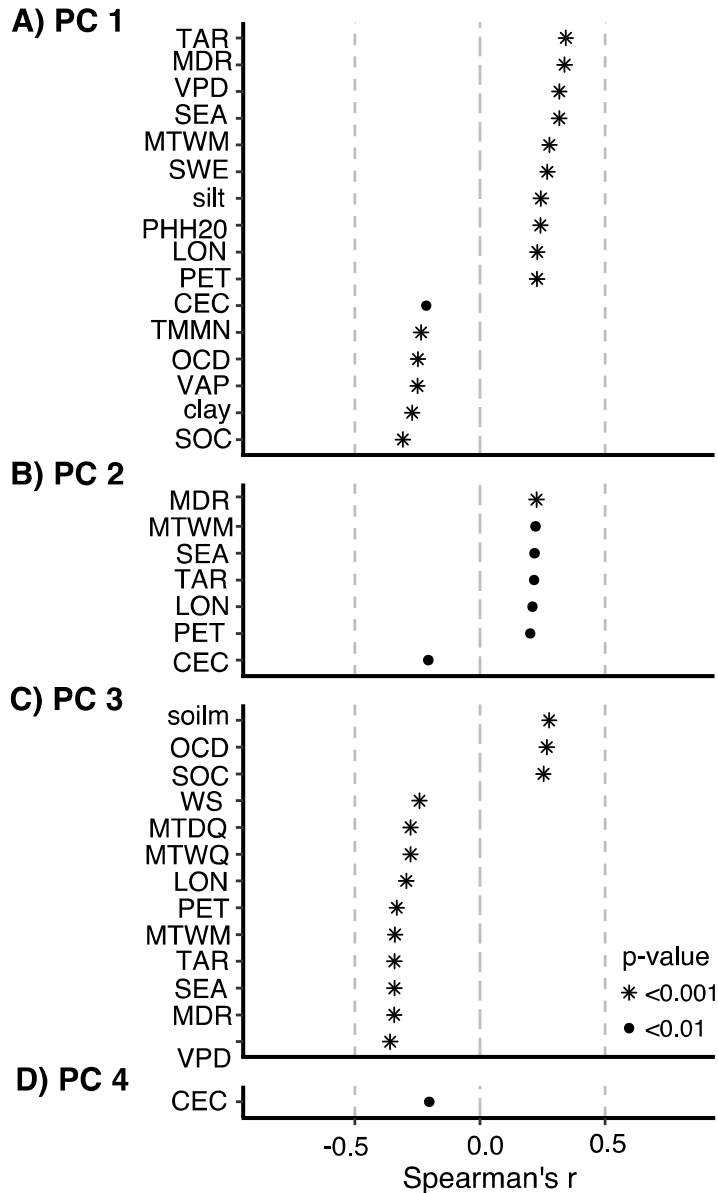 A) PC 1
TAR
MDR
VPD
SEA
MTWM
SWE
silt
PHH20
LON
PET
CEC
TMMN
OCD
VAP
clay
SOC
B) PC 2
MDR
MTWM
SEA
TAR
LON
PET
CEC
C) PC 3
soilm
OCD
SOC
WS
MTDQ
MTWQ
LON
PET
MTWM
TAR
SEA
MDR
VPD
p-value
<0.001
<0.01
D) PC 4
CEC
-0.5 0.0 0.5
Spearman's r